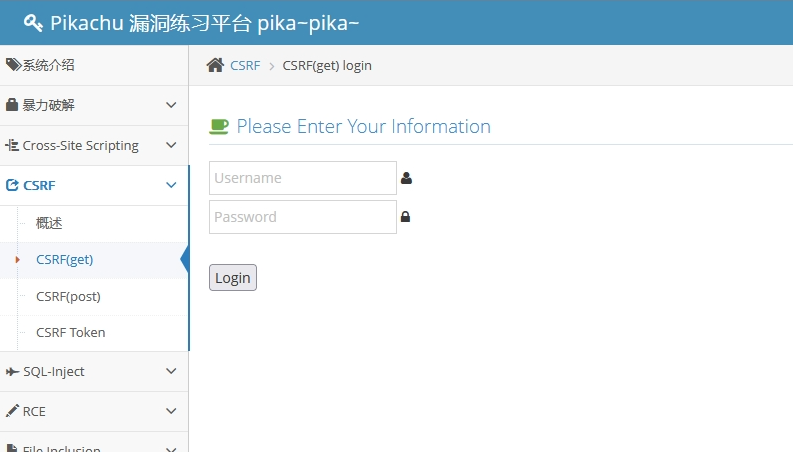 Pikachu 漏洞练习平台 pika~pika~
系统介绍
暴力破解
Cross-Site Scripting
CSRF
概述
CSRF(get)
CSRF(post)
CSRF Token
SQL-Inject
RCE
File Inclusion
CSRF > CSRF(get) login
Please Enter Your Information
Username
Password
Login